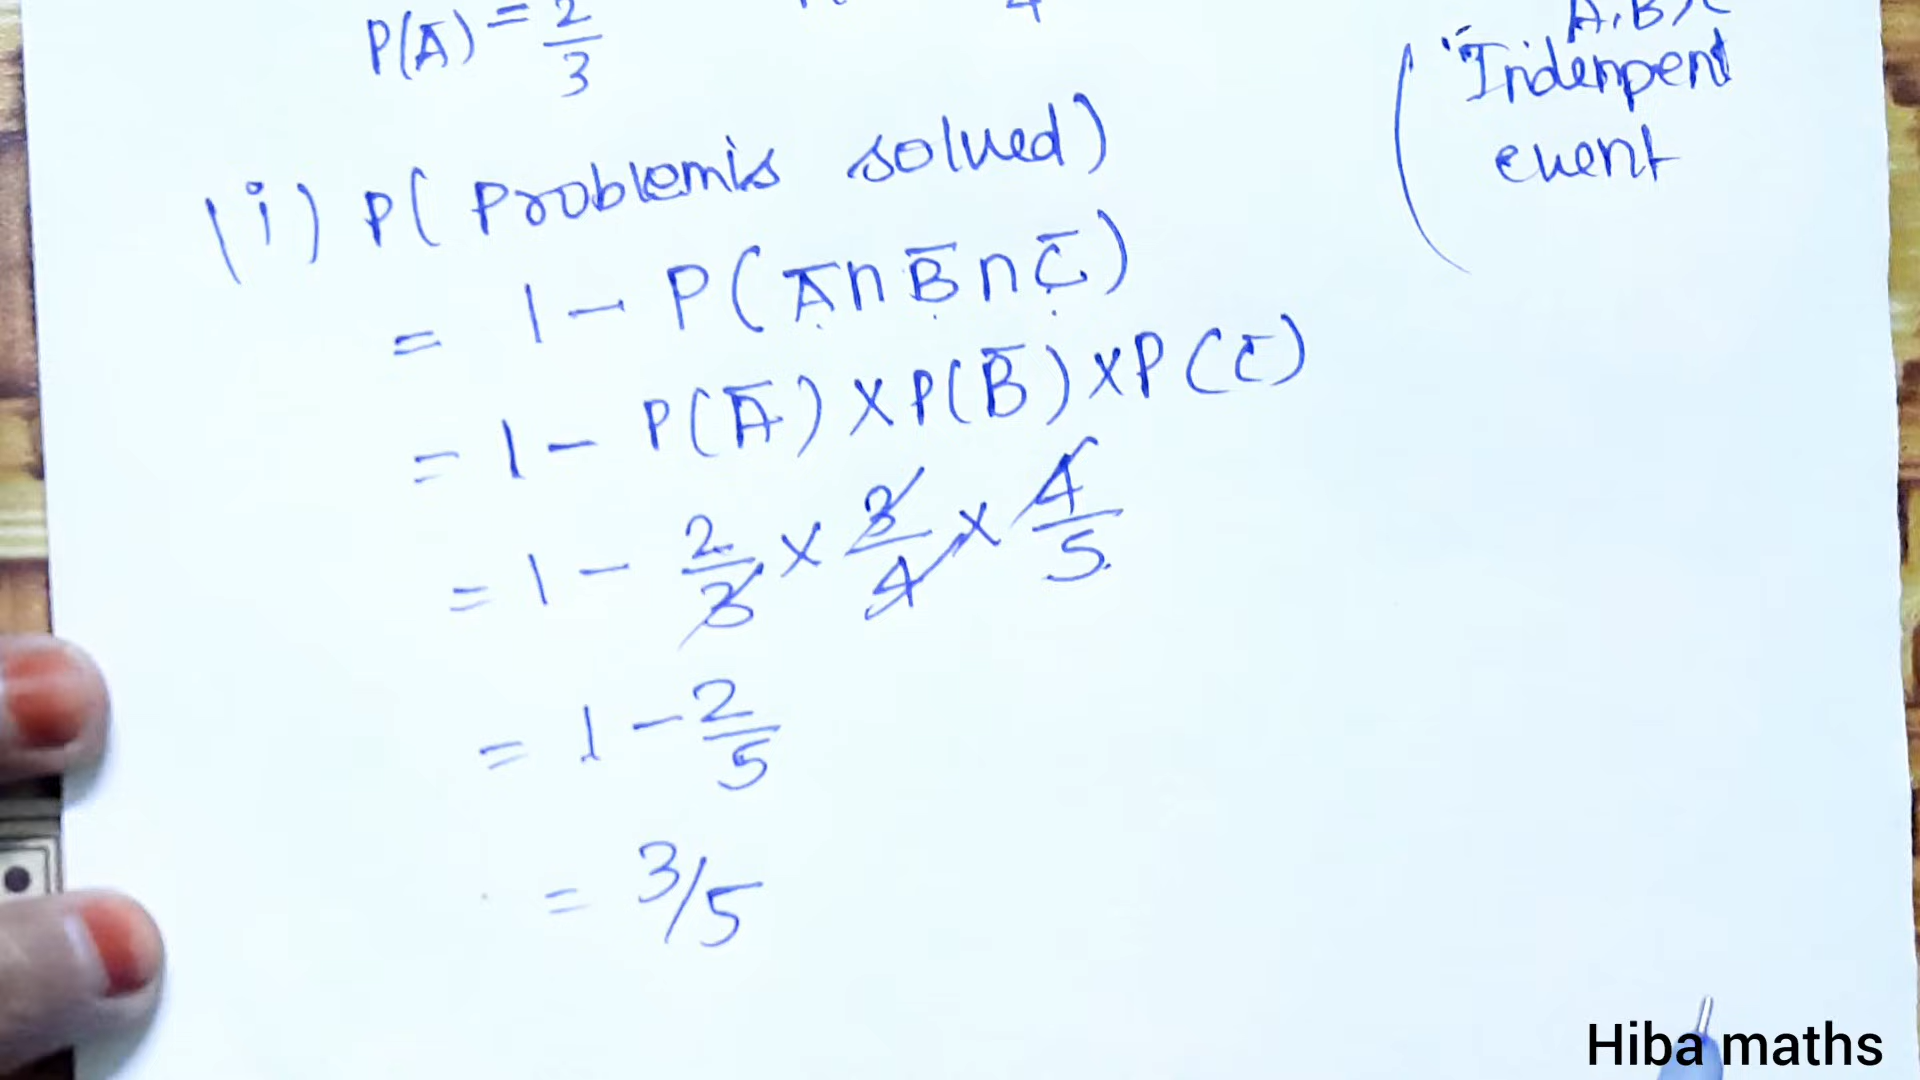 P(Ā) = 2/3
A, B, C
Indenpent
event
(i) P( Problem is solved)
= 1 - P(Ā∩B̄∩C̄)
= 1 - P(Ā) × P(B̄) × P(C̄)
= 1 - 2/3 × 3/4 × 4/5
= 1 - 2/5
= 3/5
Hiba maths